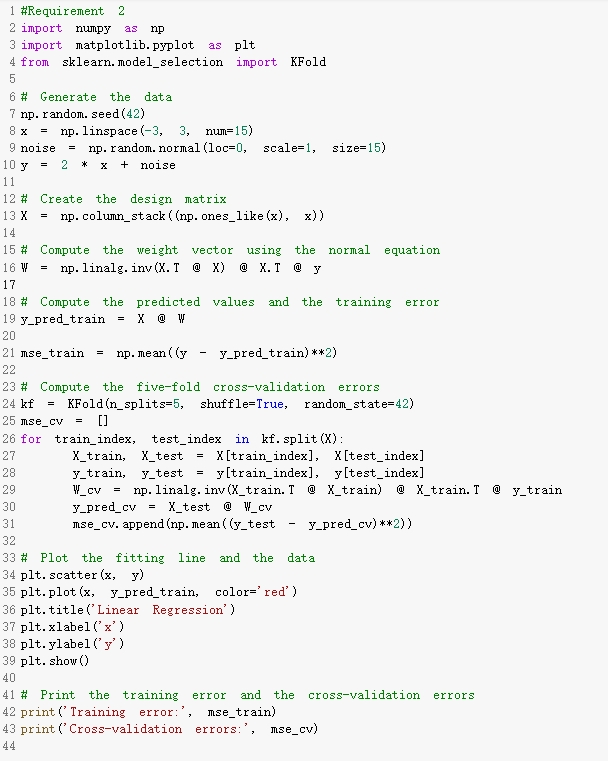 1 #Requirement 2
2 import numpy as np
3 import matplotlib.pyplot as plt
4 from sklearn.model_selection import KFold
5
6 # Generate the data
7 np.random.seed(42)
8 x = np.linspace(-3, 3, num=15)
9 noise = np.random.normal(loc=0, scale=1, size=15)
10 y = 2 * x + noise
11
12 # Create the design matrix
13 X = np.column_stack((np.ones_like(x), x))
14
15 # Compute the weight vector using the normal equation
16 W = np.linalg.inv(X.T @ X) @ X.T @ y
17
18 # Compute the predicted values and the training error
19 y_pred_train = X @ W
20
21 mse_train = np.mean((y - y_pred_train)**2)
22
23 # Compute the five-fold cross-validation errors
24 kf = KFold(n_splits=5, shuffle=True, random_state=42)
25 mse_cv = []
26 for train_index, test_index in kf.split(X):
27 X_train, X_test = X[train_index], X[test_index]
28 y_train, y_test = y[train_index], y[test_index]
29 W_cv = np.linalg.inv(X_train.T @ X_train) @ X_train.T @ y_train
30 y_pred_cv = X_test @ W_cv
31 mse_cv.append(np.mean((y_test - y_pred_cv)**2))
32
33 # Plot the fitting line and the data
34 plt.scatter(x, y)
35 plt.plot(x, y_pred_train, color='red')
36 plt.title('Linear Regression')
37 plt.xlabel('x')
38 plt.ylabel('y')
39 plt.show()
40
41 # Print the training error and the cross-validation errors
42 print('Training error:', mse_train)
43 print('Cross-validation errors:', mse_cv)
44